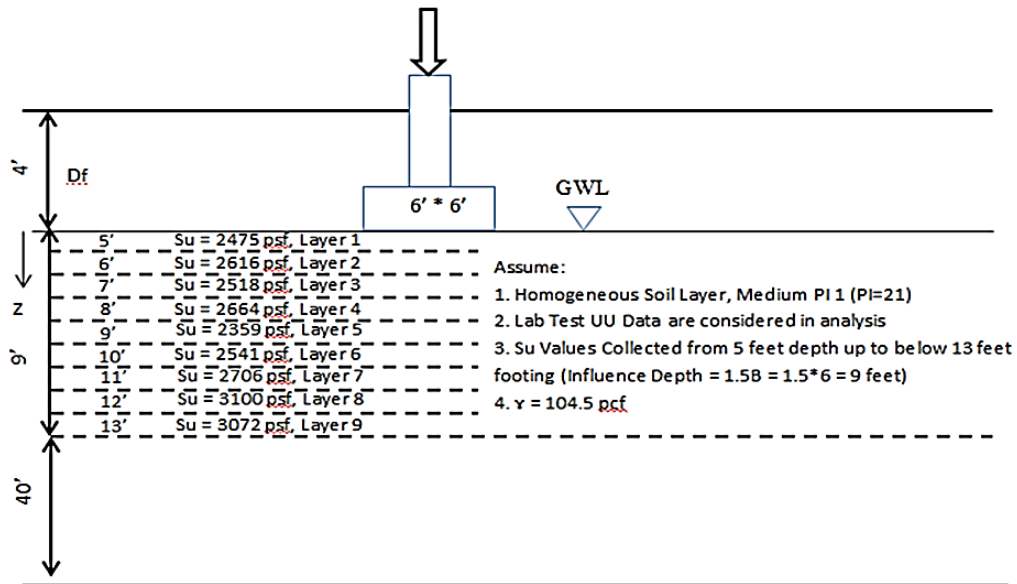 4'
Df
6' * 6'
GWL
5' Su = 2475 psf, Layer 1
6' Su = 2616 psf, Layer 2
7' Su = 2518 psf, Layer 3
8' Su = 2664 psf, Layer 4
9' Su = 2359 psf, Layer 5
10' Su = 2541 psf, Layer 6
11' Su = 2706 psf, Layer 7
12' Su = 3100 psf, Layer 8
13' Su = 3072 psf, Layer 9
z
9'
40'
Assume:
1. Homogeneous Soil Layer, Medium PI 1 (PI=21)
2. Lab Test UU Data are considered in analysis
3. Su Values Collected from 5 feet depth up to below 13 feet
footing (Influence Depth = 1.5B = 1.5*6 = 9 feet)
4. ɣ = 104.5 pcf